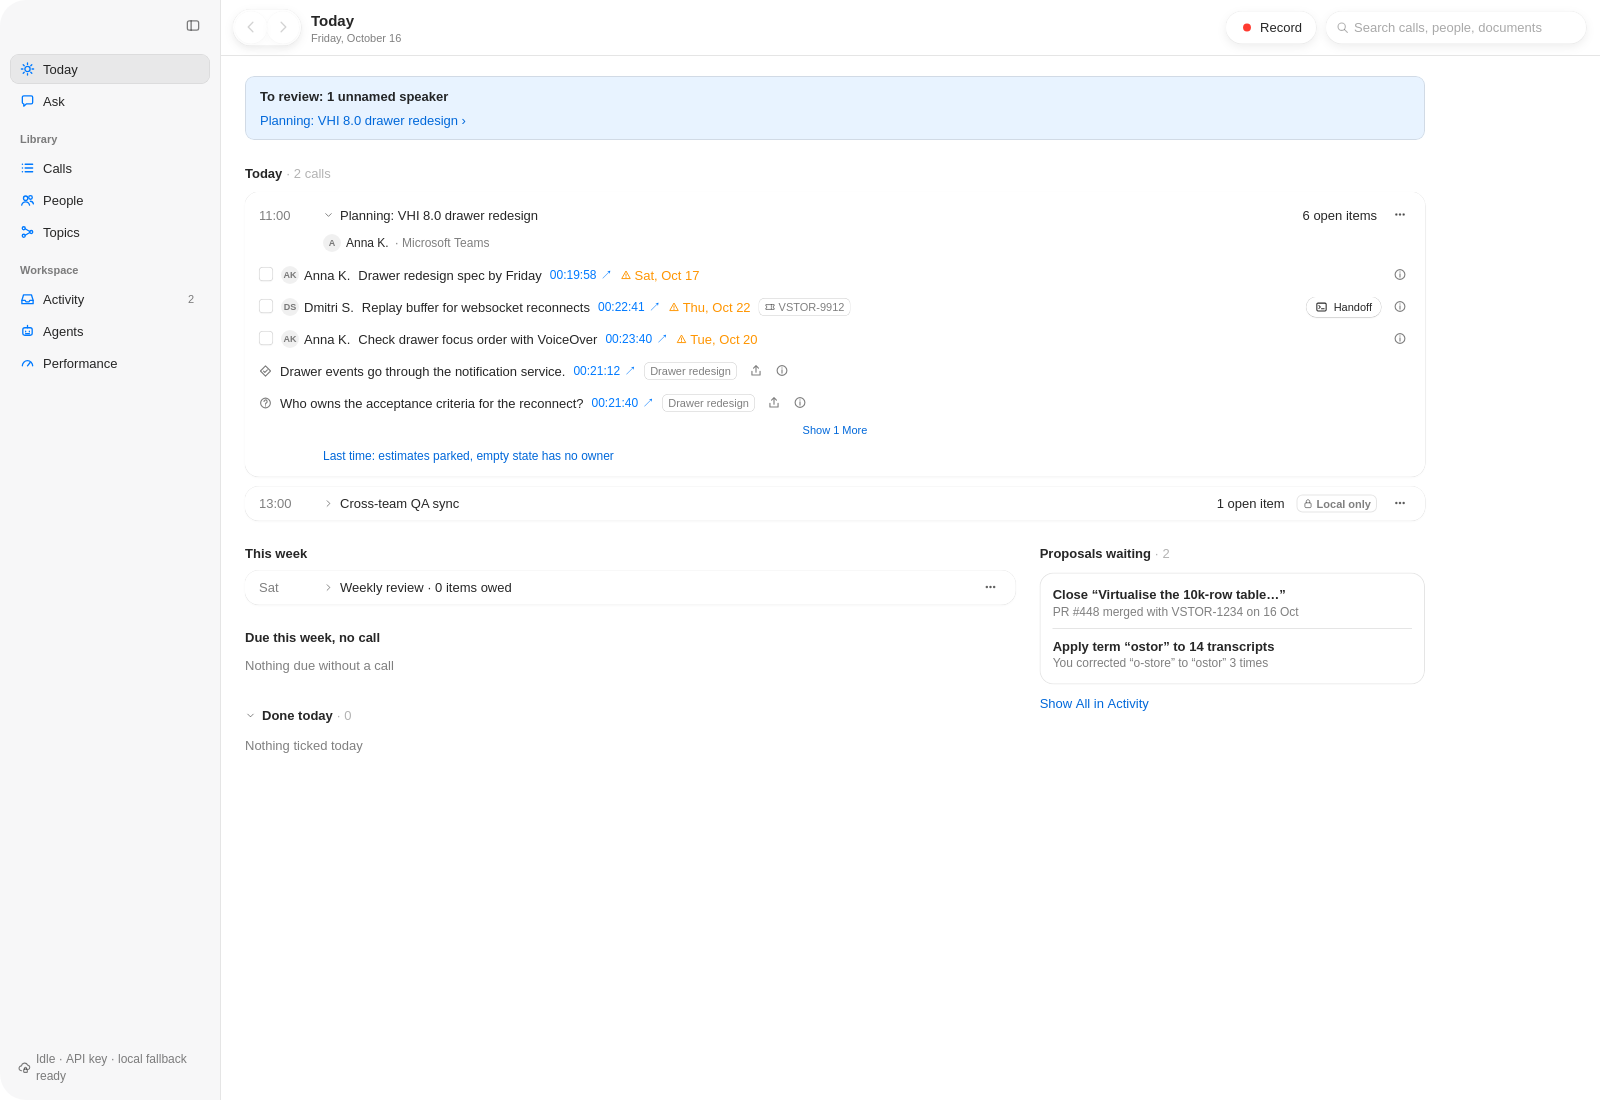 Today
Friday, October 16
Record
Search calls, people, documents
Today
Ask
Library
Calls
People
Topics
Workspace
Activity 2
Agents
Performance
Idle · API key · local fallback
ready
To review: 1 unnamed speaker
Planning: VHI 8.0 drawer redesign ›
Today · 2 calls
11:00 Planning: VHI 8.0 drawer redesign 6 open items
A Anna K. · Microsoft Teams
AK Anna K. Drawer redesign spec by Friday 00:19:58 ↗ Sat, Oct 17
DS Dmitri S. Replay buffer for websocket reconnects 00:22:41 ↗ Thu, Oct 22 VSTOR-9912 Handoff
AK Anna K. Check drawer focus order with VoiceOver 00:23:40 ↗ Tue, Oct 20
Drawer events go through the notification service. 00:21:12 ↗ Drawer redesign
Who owns the acceptance criteria for the reconnect? 00:21:40 ↗ Drawer redesign
Show 1 More
Last time: estimates parked, empty state has no owner
13:00 Cross-team QA sync 1 open item Local only
This week
Sat Weekly review · 0 items owed
Due this week, no call
Nothing due without a call
Done today · 0
Nothing ticked today
Proposals waiting · 2
Close “Virtualise the 10k-row table…”
PR #448 merged with VSTOR-1234 on 16 Oct
Apply term “ostor” to 14 transcripts
You corrected “o-store” to “ostor” 3 times
Show All in Activity